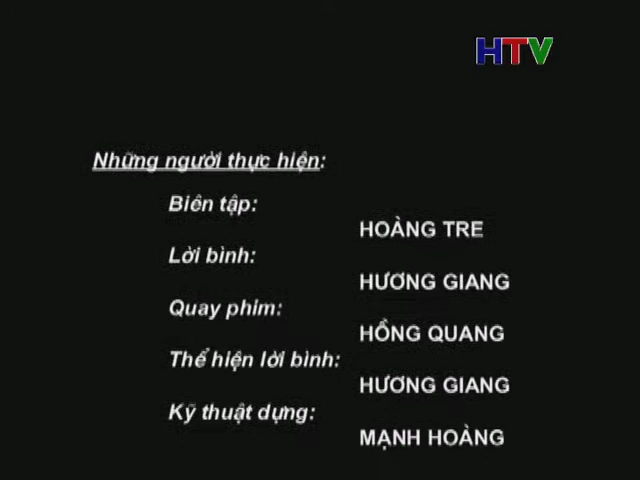 HTV
Những người thực hiện:
Biên tập:
HOÀNG TRE
Lời bình:
HƯƠNG GIANG
Quay phim:
HỒNG QUANG
Thể hiện lời bình:
HƯƠNG GIANG
Kỹ thuật dựng:
MẠNH HOÀNG